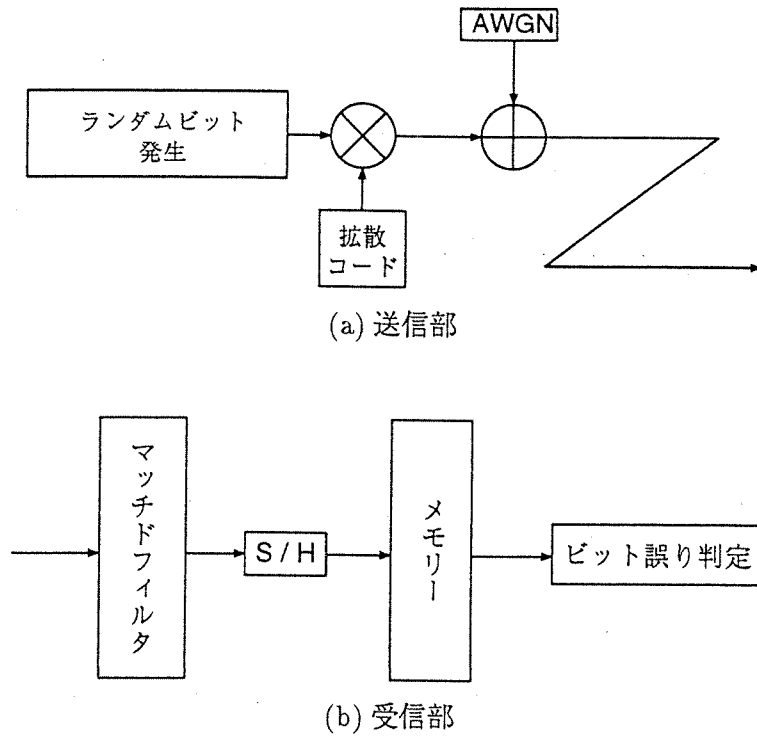 AWGN
ランダムビット
発生
拡散
コード
(a) 送信部
マッチドフィルタ
S / H
メモリー
ビット誤り判定
(b) 受信部